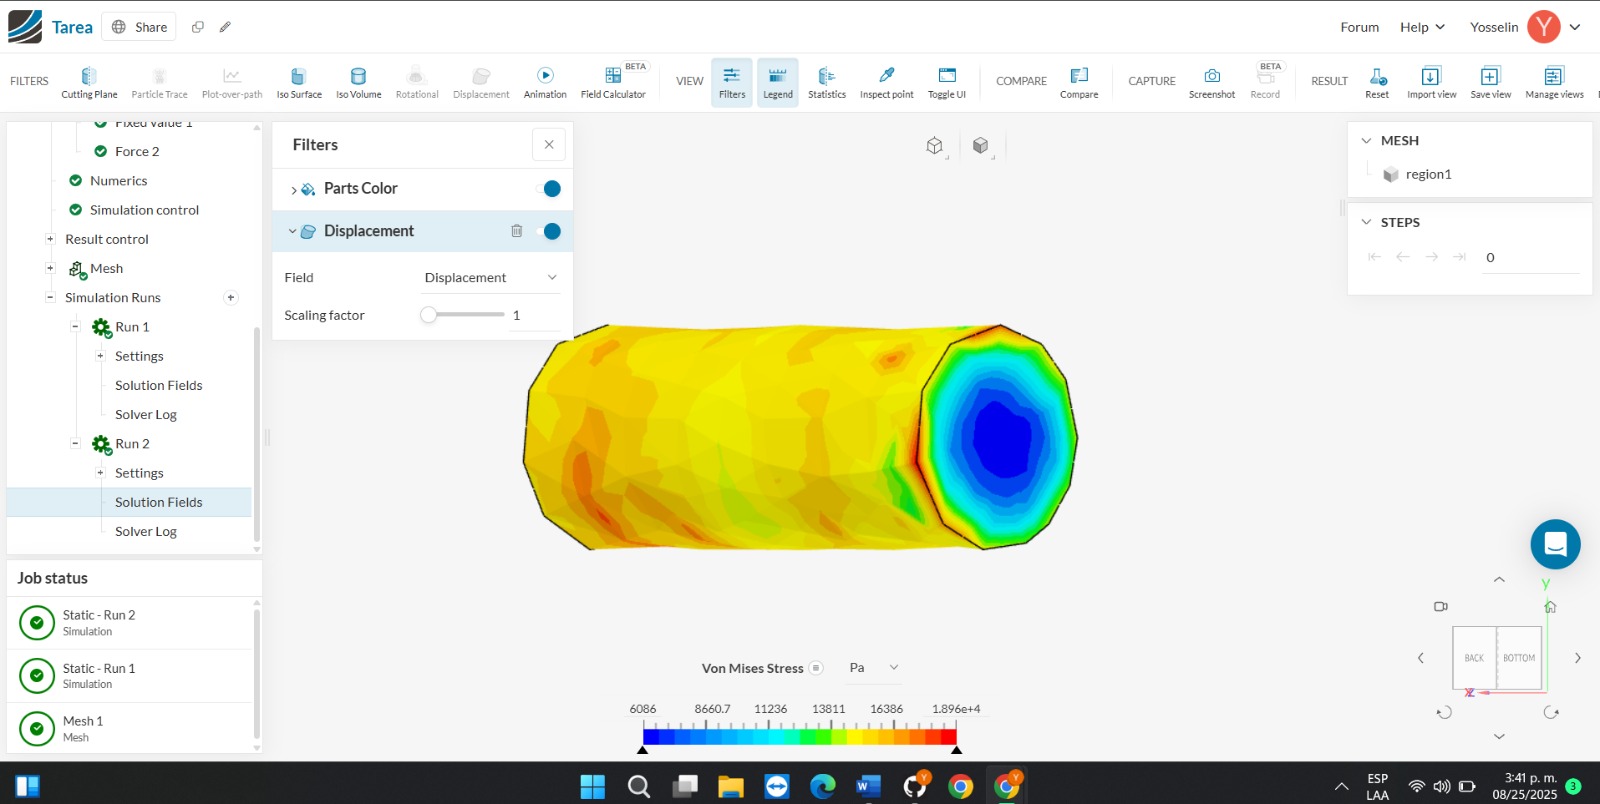 Tarea
Share
Forum
Help
Yosselin
Y
FILTERS
Cutting Plane
Particle Trace
Plot-over-path
Iso Surface
Iso Volume
Rotational
Displacement
Animation
BETA
Field Calculator
VIEW
Filters
Legend
Statistics
Inspect point
Toggle UI
COMPARE
Compare
CAPTURE
Screenshot
BETA
Record
RESULT
Reset
Import view
Save view
Manage views
Fixed value 1
Force 2
Numerics
Simulation control
Result control
Mesh
Simulation Runs
Run 1
Settings
Solution Fields
Solver Log
Run 2
Settings
Solution Fields
Solver Log
Job status
Static - Run 2
Simulation
Static - Run 1
Simulation
Mesh 1
Mesh
Filters
Parts Color
Displacement
Field
Displacement
Scaling factor
1
MESH
region1
STEPS
0
Von Mises Stress
Pa
6086
8660.7
11236
13811
16386
1.896e+4
Y
BACK
BOTTOM
X
Z
ESP
LAA
3:41 p. m.
08/25/2025
3